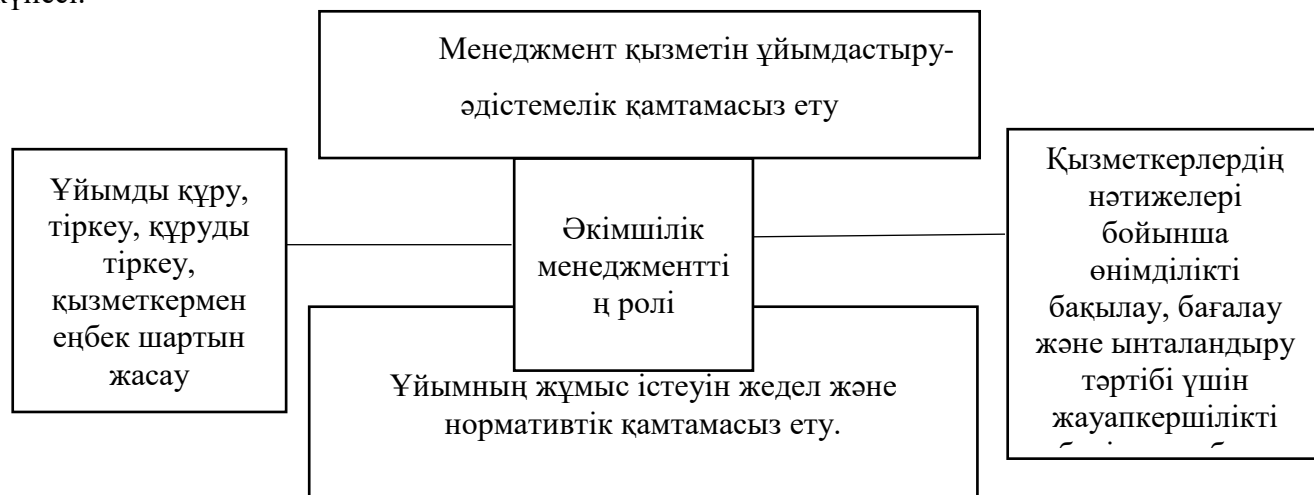 Менеджмент қызметін ұйымдастыру-
әдістемелік қамтамасыз ету
Ұйымды құру,
тіркеу, құруды
тіркеу,
қызметкермен
еңбек шартын
жасау
Әкімшілік
менеджментті
ң ролі
Қызметкерлердің
нәтижелері
бойынша
өнімділікті
бақылау, бағалау
және ынталандыру
тәртібі үшін
жауапкершілікті
Ұйымның жұмыс істеуін жедел және
нормативтік қамтамасыз ету.